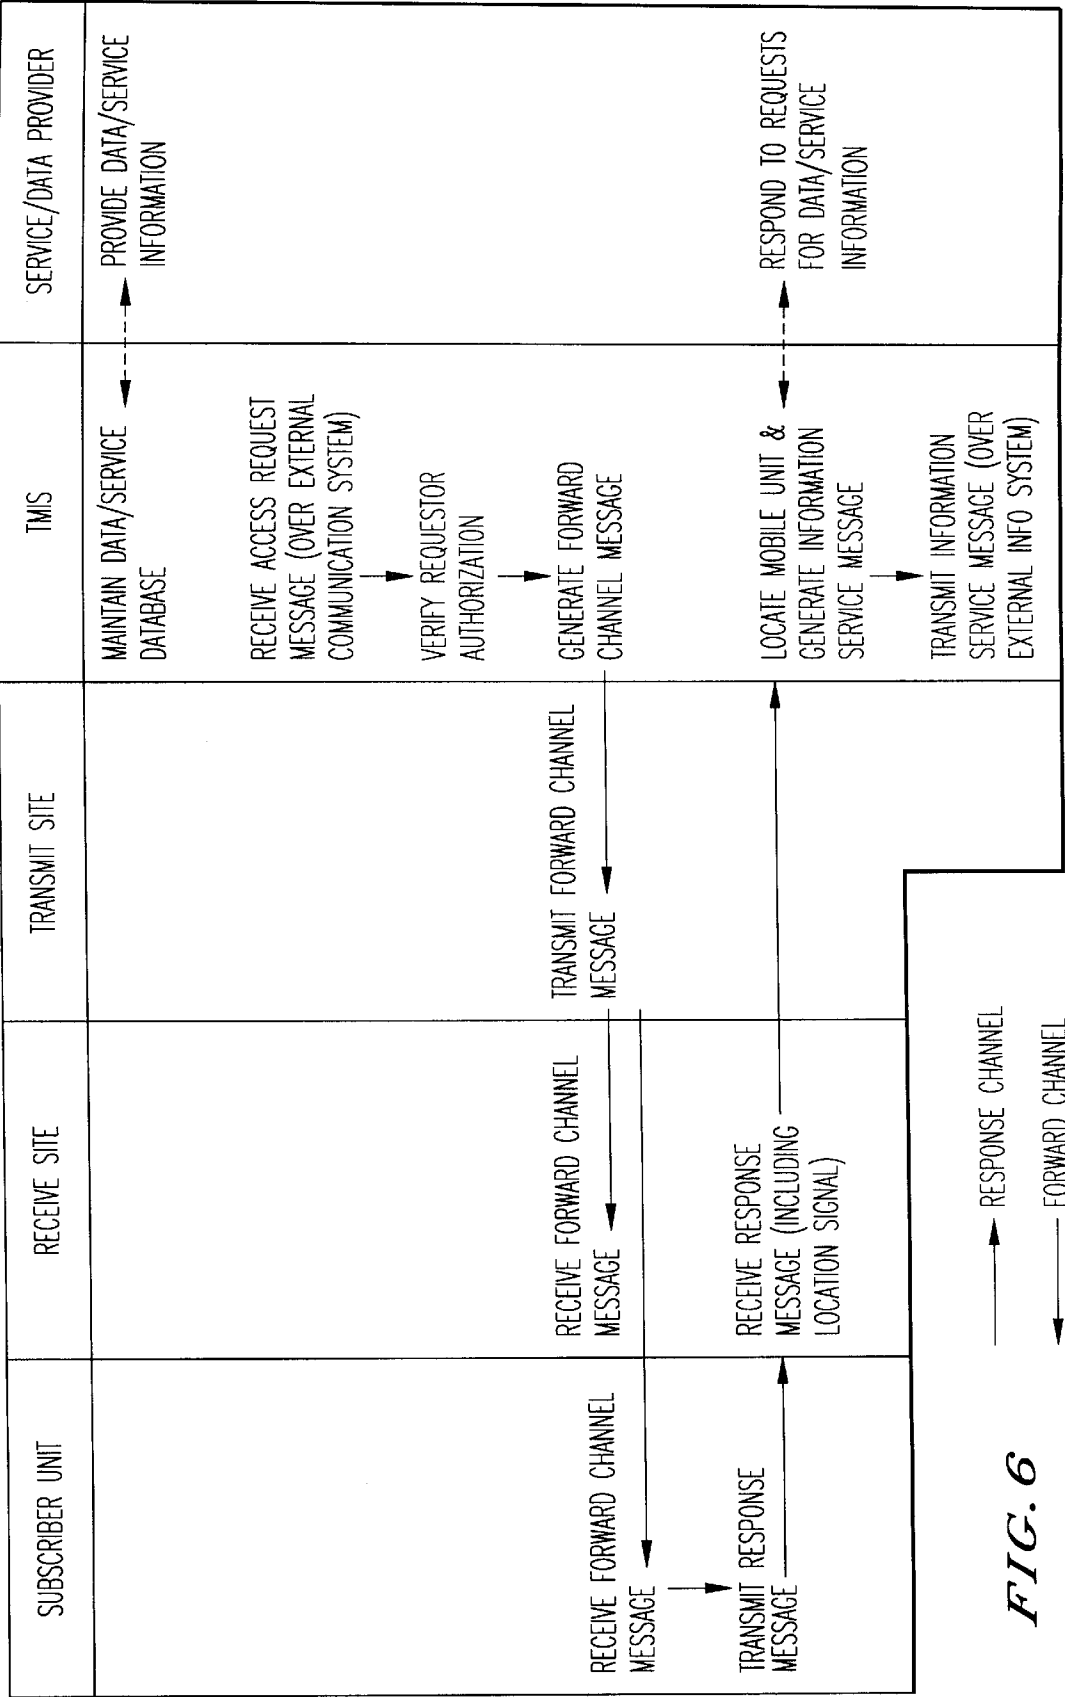 SUBSCRIBER UNIT
RECEIVE SITE
TRANSMIT SITE
TMIS
SERVICE/DATA PROVIDER
MAINTAIN DATA/SERVICE
DATABASE
PROVIDE DATA/SERVICE
INFORMATION
RECEIVE ACCESS REQUEST
MESSAGE (OVER EXTERNAL
COMMUNICATION SYSTEM)
VERIFY REQUESTOR
AUTHORIZATION
GENERATE FORWARD
CHANNEL MESSAGE
TRANSMIT FORWARD CHANNEL
MESSAGE
RECEIVE FORWARD CHANNEL
MESSAGE
RECEIVE FORWARD CHANNEL
MESSAGE
TRANSMIT RESPONSE
MESSAGE
RECEIVE RESPONSE
MESSAGE (INCLUDING
LOCATION SIGNAL)
LOCATE MOBILE UNIT &
GENERATE INFORMATION
SERVICE MESSAGE
RESPOND TO REQUESTS
FOR DATA/SERVICE
INFORMATION
TRANSMIT INFORMATION
SERVICE MESSAGE (OVER
EXTERNAL INFO SYSTEM)
RESPONSE CHANNEL
FORWARD CHANNEL
FIG. 6